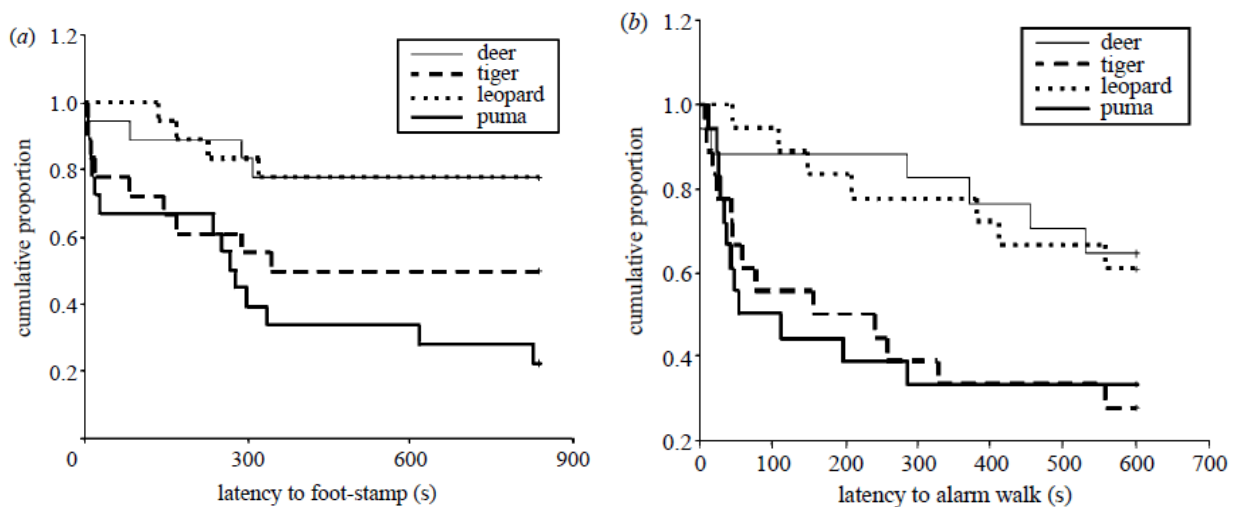 (a)
1.2
1.0
0.8
0.6
0.4
0.2
cumulative proportion
deer
tiger
leopard
puma
0
300
600
900
latency to foot-stamp (s)
(b)
1.2
1.0
0.8
0.6
0.4
0.2
cumulative proportion
deer
tiger
leopard
puma
0
100
200
300
400
500
600
700
latency to alarm walk (s)